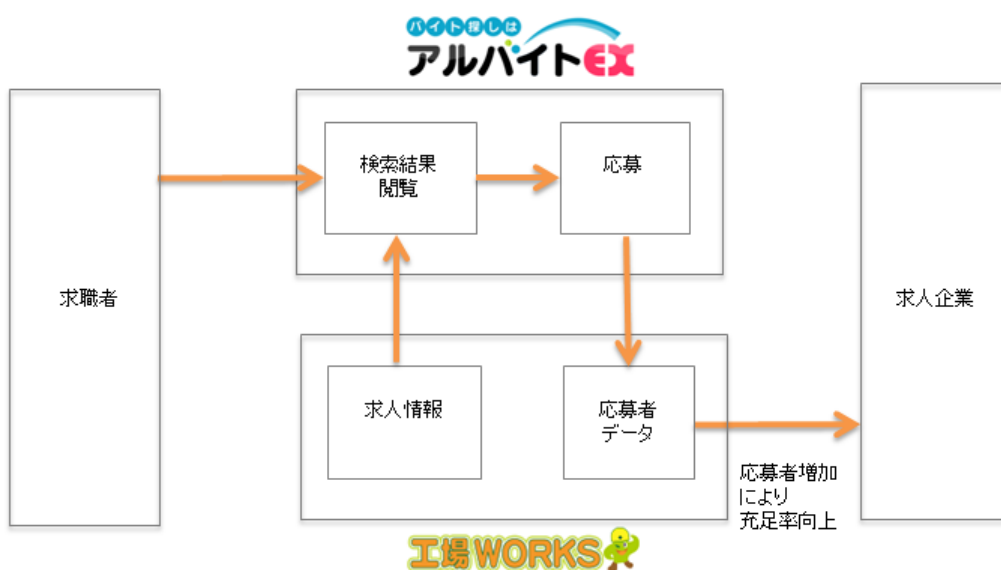 バイト探しは
アルバイトEX
検索結果
閲覧
応募
求職者
求人企業
求人情報
応募者
データ
応募者増加
により
充足率向上
工場WORKS